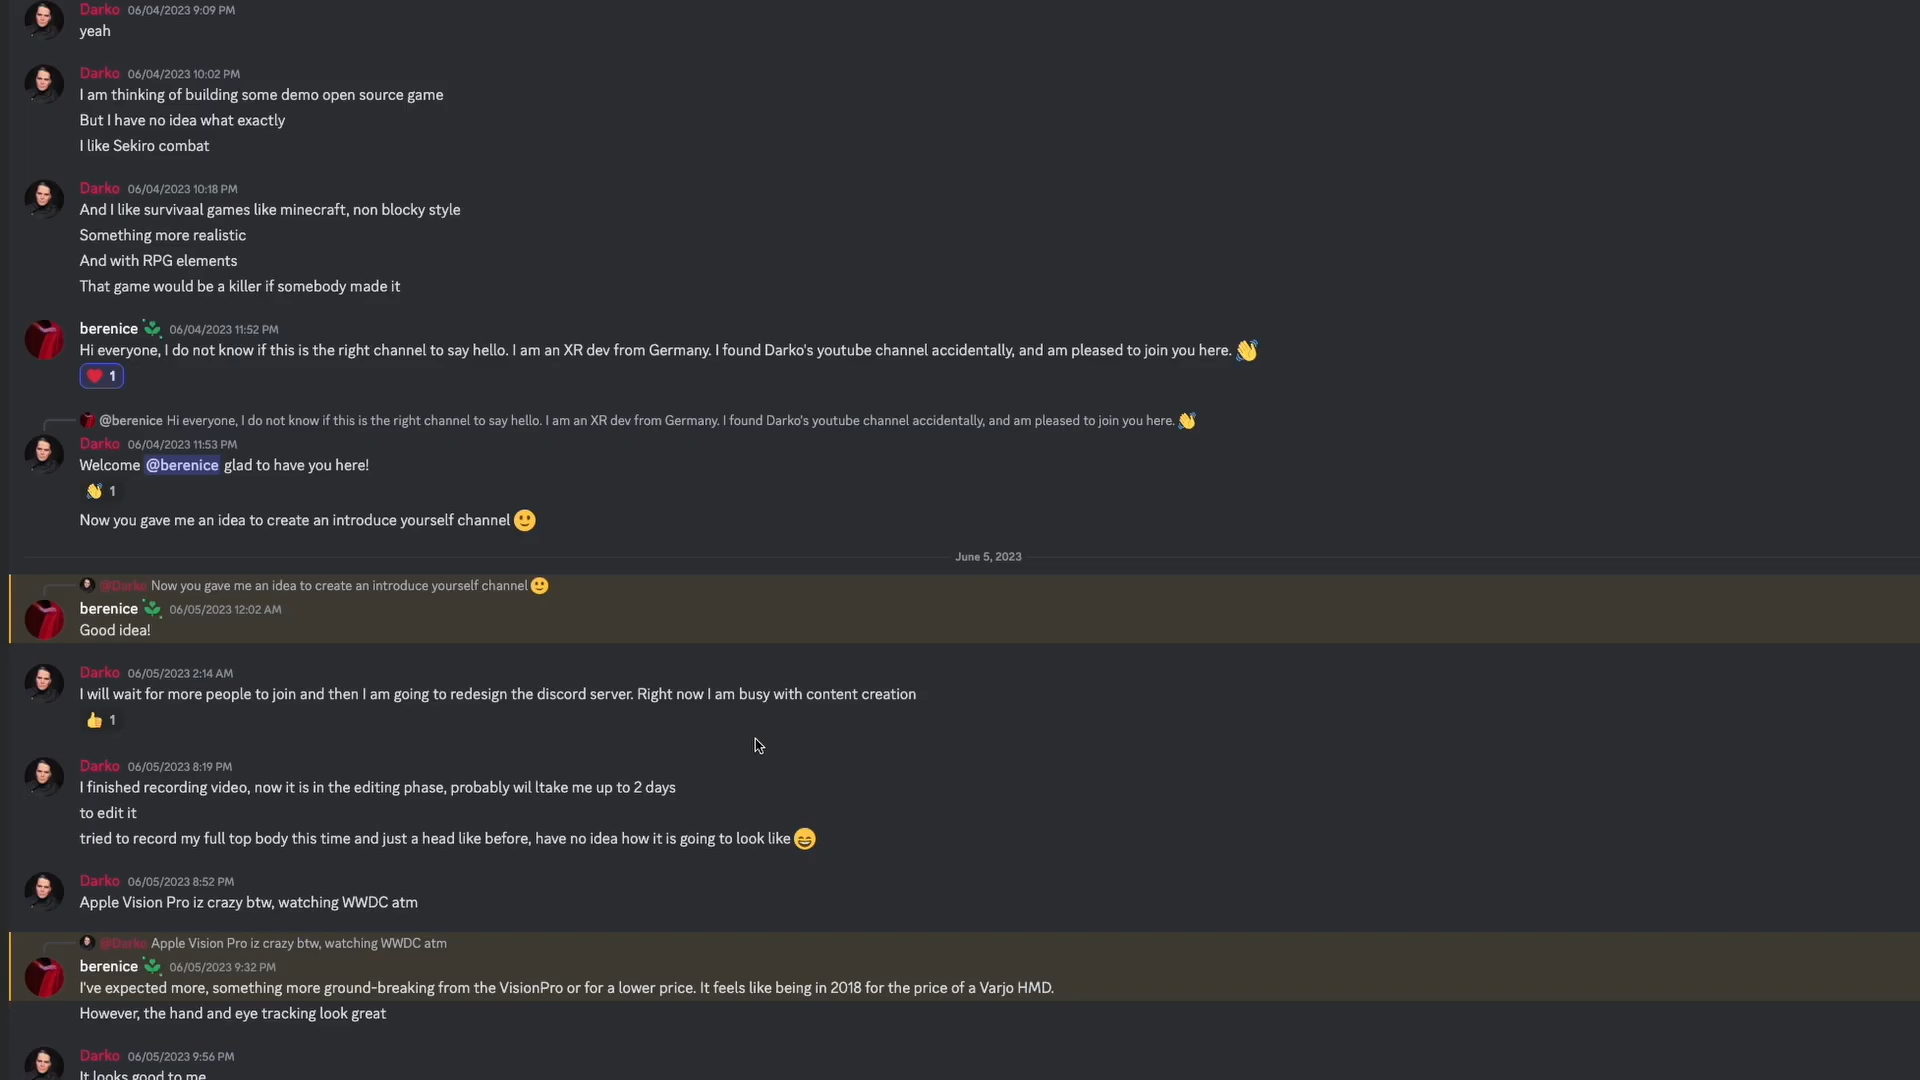 Darko 06/04/2023 9:09 PM
yeah
Darko 06/04/2023 10:02 PM
I am thinking of building some demo open source game
But I have no idea what exactly
I like Sekiro combat
Darko 06/04/2023 10:18 PM
And I like survivaal games like minecraft, non blocky style
Something more realistic
And with RPG elements
That game would be a killer if somebody made it
berenice 06/04/2023 11:52 PM
Hi everyone, I do not know if this is the right channel to say hello. I am an XR dev from Germany. I found Darko's youtube channel accidentally, and am pleased to join you here. 👋
❤️ 1
@berenice Hi everyone, I do not know if this is the right channel to say hello. I am an XR dev from Germany. I found Darko's youtube channel accidentally, and am pleased to join you here. 👋
Darko 06/04/2023 11:53 PM
Welcome @berenice glad to have you here!
👋 1
Now you gave me an idea to create an introduce yourself channel 🙂
June 5, 2023
@Darko Now you gave me an idea to create an introduce yourself channel 🙂
berenice 06/05/2023 12:02 AM
Good idea!
Darko 06/05/2023 2:14 AM
I will wait for more people to join and then I am going to redesign the discord server. Right now I am busy with content creation
👍 1
Darko 06/05/2023 8:19 PM
I finished recording video, now it is in the editing phase, probably wil ltake me up to 2 days
to edit it
tried to record my full top body this time and just a head like before, have no idea how it is going to look like 😄
Darko 06/05/2023 8:52 PM
Apple Vision Pro iz crazy btw, watching WWDC atm
@Darko Apple Vision Pro iz crazy btw, watching WWDC atm
berenice 06/05/2023 9:32 PM
I've expected more, something more ground-breaking from the VisionPro or for a lower price. It feels like being in 2018 for the price of a Varjo HMD.
However, the hand and eye tracking look great
Darko 06/05/2023 9:56 PM
It looks good to me